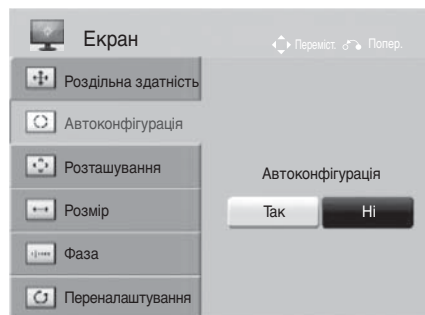 Екран
Переміст. Попер.
Роздільна здатність
Автоконфігурація
Розташування
Розмір
Фаза
Переналаштування
Автоконфігурація
Так Ні